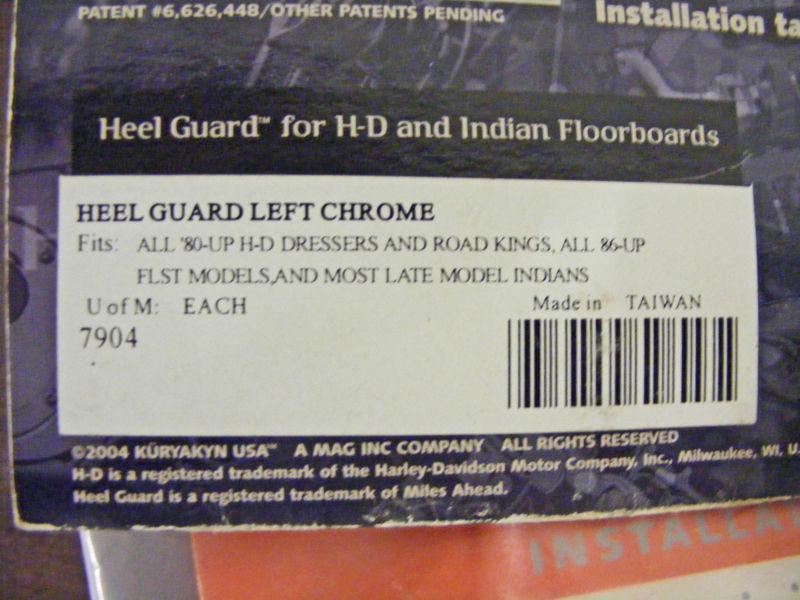 PATENT #6,626,448/OTHER PATENTS PENDING
Installation
Heel Guard™ for H-D and Indian Floorboards
HEEL GUARD LEFT CHROME
Fits: ALL '80-UP H-D DRESSERS AND ROAD KINGS, ALL 86-UP
FLST MODELS,AND MOST LATE MODEL INDIANS
U of M: EACH
Made in TAIWAN
7904
©2004 KÜRYAKYN USA™ A MAG INC COMPANY ALL RIGHTS RESERVED
H-D is a registered trademark of the Harley-Davidson Motor Company, Inc., Milwaukee, WI, U.
Heel Guard is a registered trademark of Miles Ahead.
INSTALLA